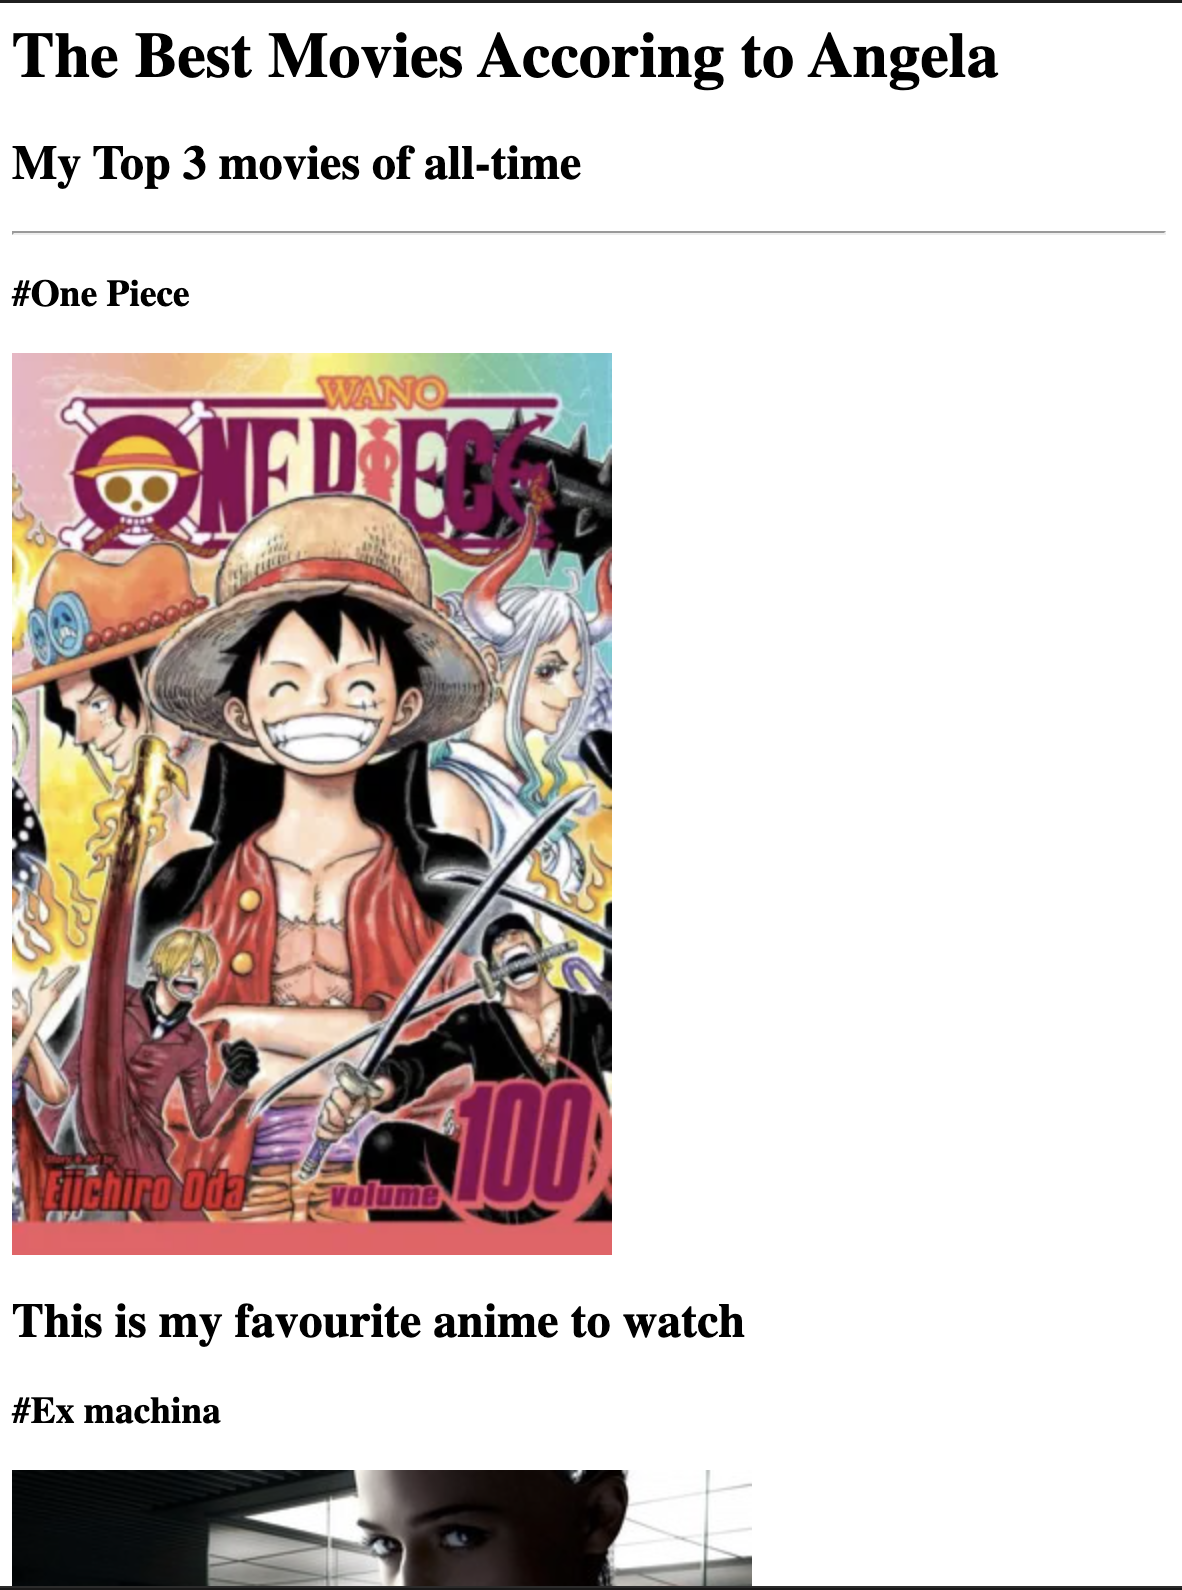 The Best Movies Accoring to Angela
My Top 3 movies of all-time
#One Piece
WANO
ONE PIECE
Story & Art by
Eiichiro Oda
volume 100
This is my favourite anime to watch
#Ex machina